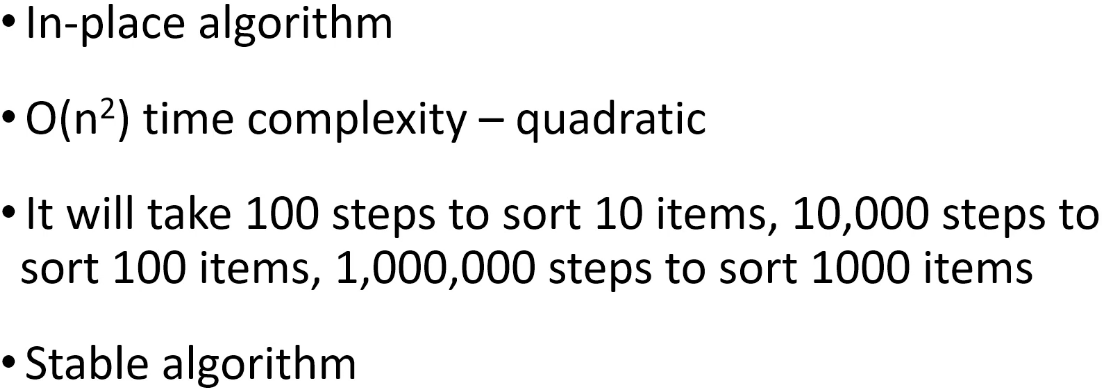 • In-place algorithm
• O(n²) time complexity – quadratic
• It will take 100 steps to sort 10 items, 10,000 steps to
sort 100 items, 1,000,000 steps to sort 1000 items
• Stable algorithm